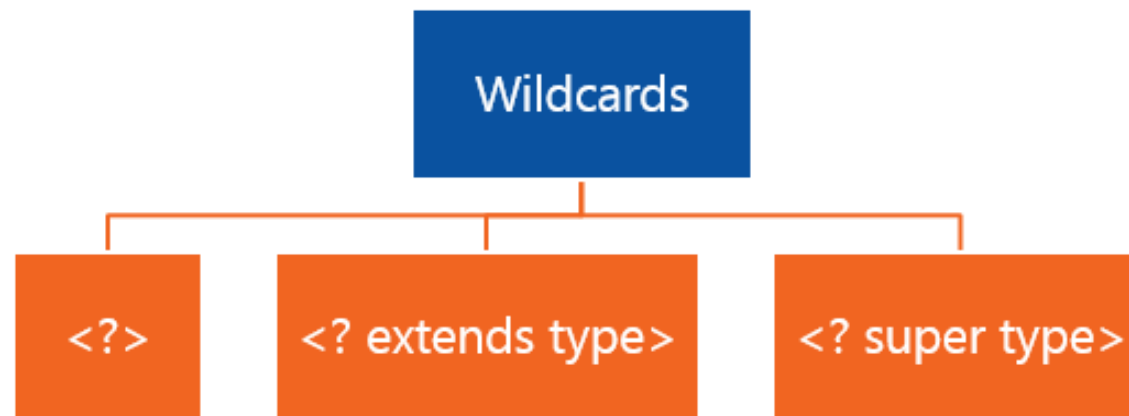 Wildcards
<?>
<? extends type>
<? super type>